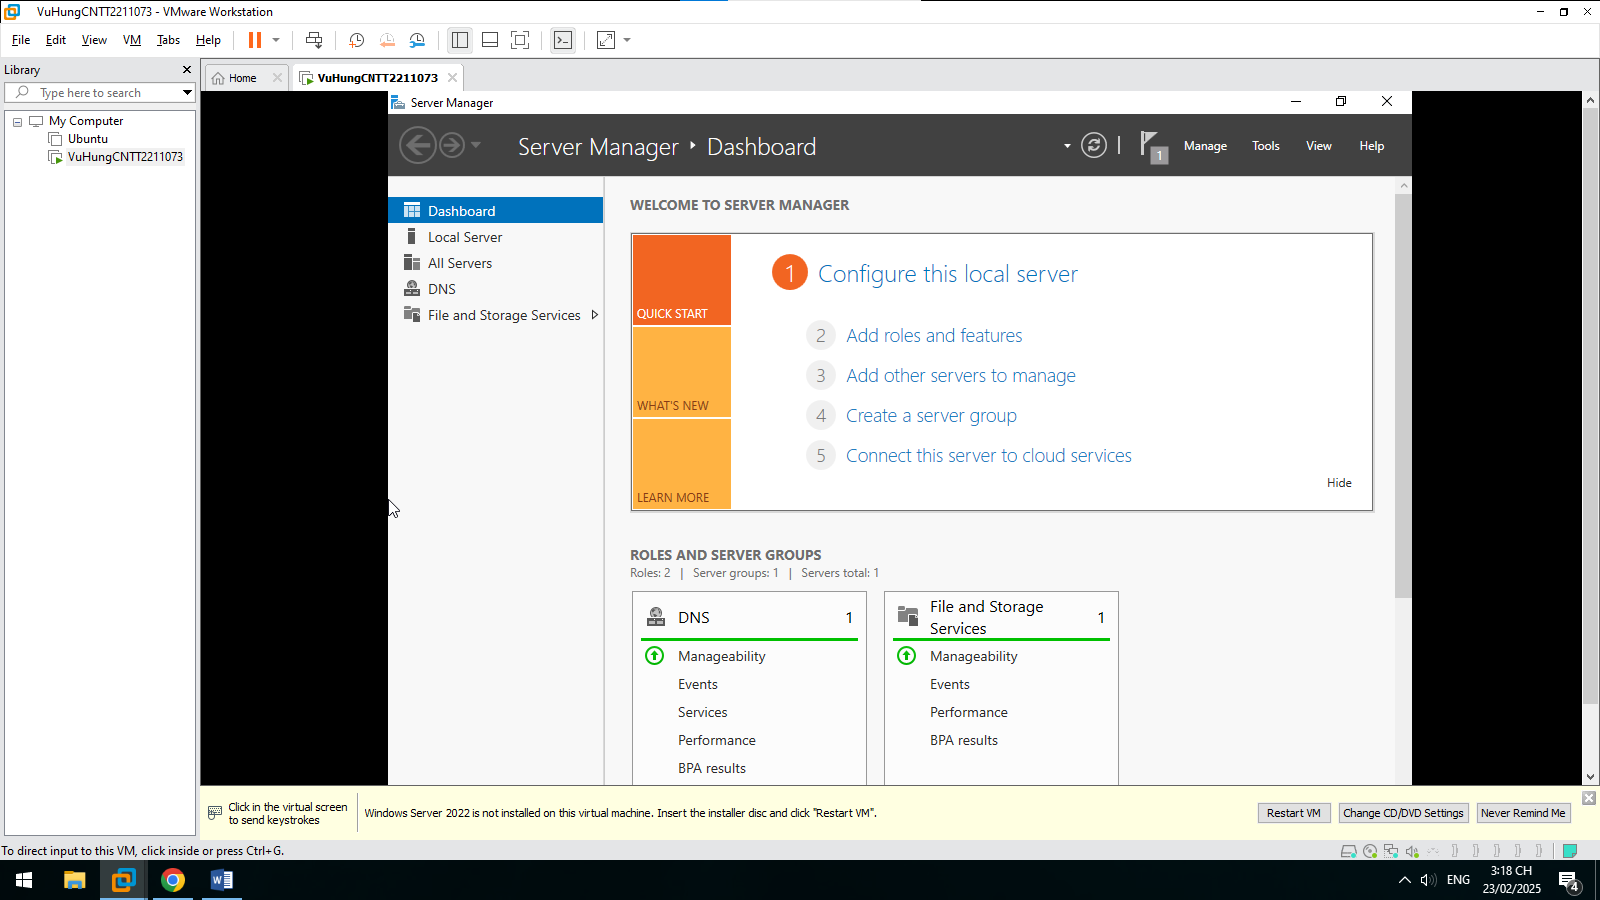 VuHungCNTT2211073 - VMware Workstation
File Edit View VM Tabs Help
Library
Type here to search
My Computer
Ubuntu
VuHungCNTT2211073
Home
VuHungCNTT2211073
Server Manager
Server Manager Dashboard
1
Manage Tools View Help
Dashboard
Local Server
All Servers
DNS
File and Storage Services
WELCOME TO SERVER MANAGER
QUICK START
WHAT'S NEW
LEARN MORE
1 Configure this local server
2 Add roles and features
3 Add other servers to manage
4 Create a server group
5 Connect this server to cloud services
Hide
ROLES AND SERVER GROUPS
Roles: 2 | Server groups: 1 | Servers total: 1
DNS 1
Manageability
Events
Services
Performance
BPA results
File and Storage
Services 1
Manageability
Events
Performance
BPA results
Click in the virtual screen
to send keystrokes
Windows Server 2022 is not installed on this virtual machine. Insert the installer disc and click "Restart VM".
Restart VM
Change CD/DVD Settings
Never Remind Me
To direct input to this VM, click inside or press Ctrl+G.
ENG
3:18 CH
23/02/2025
4